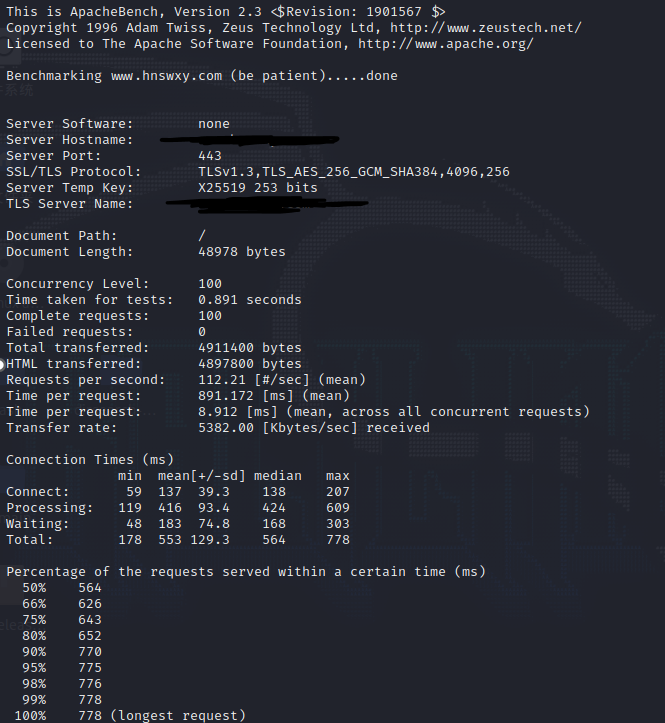 This is ApacheBench, Version 2.3 <$Revision: 1901567 $>
Copyright 1996 Adam Twiss, Zeus Technology Ltd, http://www.zeustech.net/
Licensed to The Apache Software Foundation, http://www.apache.org/

Benchmarking www.hnswxy.com (be patient).....done

Server Software:        none
Server Hostname:
Server Port:            443
SSL/TLS Protocol:       TLSv1.3,TLS_AES_256_GCM_SHA384,4096,256
Server Temp Key:        X25519 253 bits
TLS Server Name:

Document Path:          /
Document Length:        48978 bytes

Concurrency Level:      100
Time taken for tests:   0.891 seconds
Complete requests:      100
Failed requests:        0
Total transferred:      4911400 bytes
HTML transferred:       4897800 bytes
Requests per second:    112.21 [#/sec] (mean)
Time per request:       891.172 [ms] (mean)
Time per request:       8.912 [ms] (mean, across all concurrent requests)
Transfer rate:          5382.00 [Kbytes/sec] received

Connection Times (ms)
              min  mean[+/-sd] median   max
Connect:       59  137  39.3    138     207
Processing:   119  416  93.4    424     609
Waiting:       48  183  74.8    168     303
Total:        178  553 129.3    564     778

Percentage of the requests served within a certain time (ms)
  50%    564
  66%    626
  75%    643
  80%    652
  90%    770
  95%    775
  98%    776
  99%    778
 100%    778 (longest request)